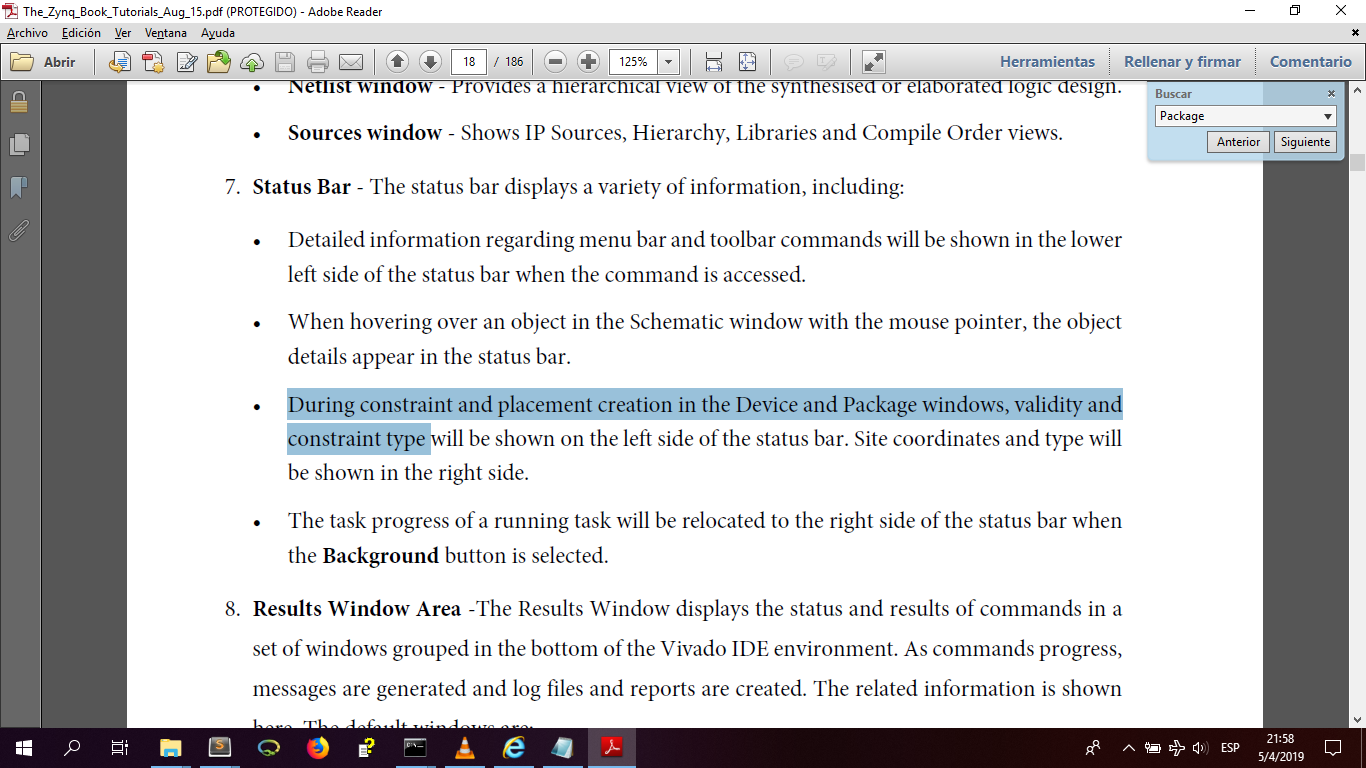 The_Zynq_Book_Tutorials_Aug_15.pdf (PROTEGIDO) - Adobe Reader
Archivo Edición Ver Ventana Ayuda
Abrir 18 / 186 125% Herramientas Rellenar y firmar Comentario
Buscar
Package
Anterior Siguiente
• Netlist window - Provides a hierarchical view of the synthesised or elaborated logic design.
• Sources window - Shows IP Sources, Hierarchy, Libraries and Compile Order views.
7. Status Bar - The status bar displays a variety of information, including:
• Detailed information regarding menu bar and toolbar commands will be shown in the lower
left side of the status bar when the command is accessed.
• When hovering over an object in the Schematic window with the mouse pointer, the object
details appear in the status bar.
• During constraint and placement creation in the Device and Package windows, validity and
constraint type will be shown on the left side of the status bar. Site coordinates and type will
be shown in the right side.
• The task progress of a running task will be relocated to the right side of the status bar when
the Background button is selected.
8. Results Window Area -The Results Window displays the status and results of commands in a
set of windows grouped in the bottom of the Vivado IDE environment. As commands progress,
messages are generated and log files and reports are created. The related information is shown
here. The default windows are:
ESP
21:58
5/4/2019